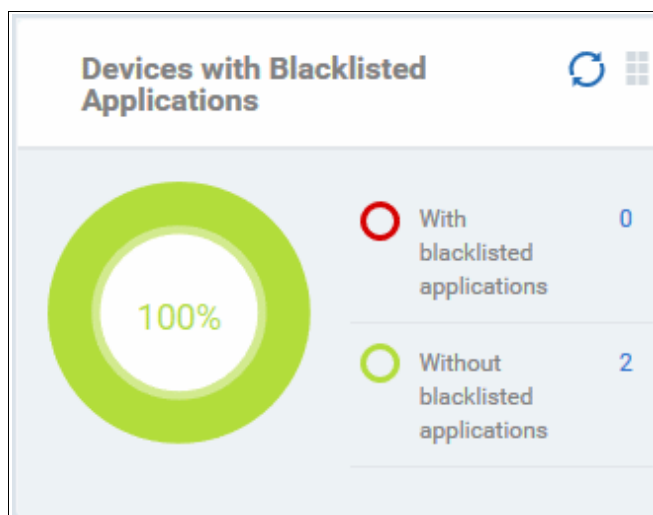 Devices with Blacklisted
Applications
100%
With
blacklisted
applications
0
Without
blacklisted
applications
2